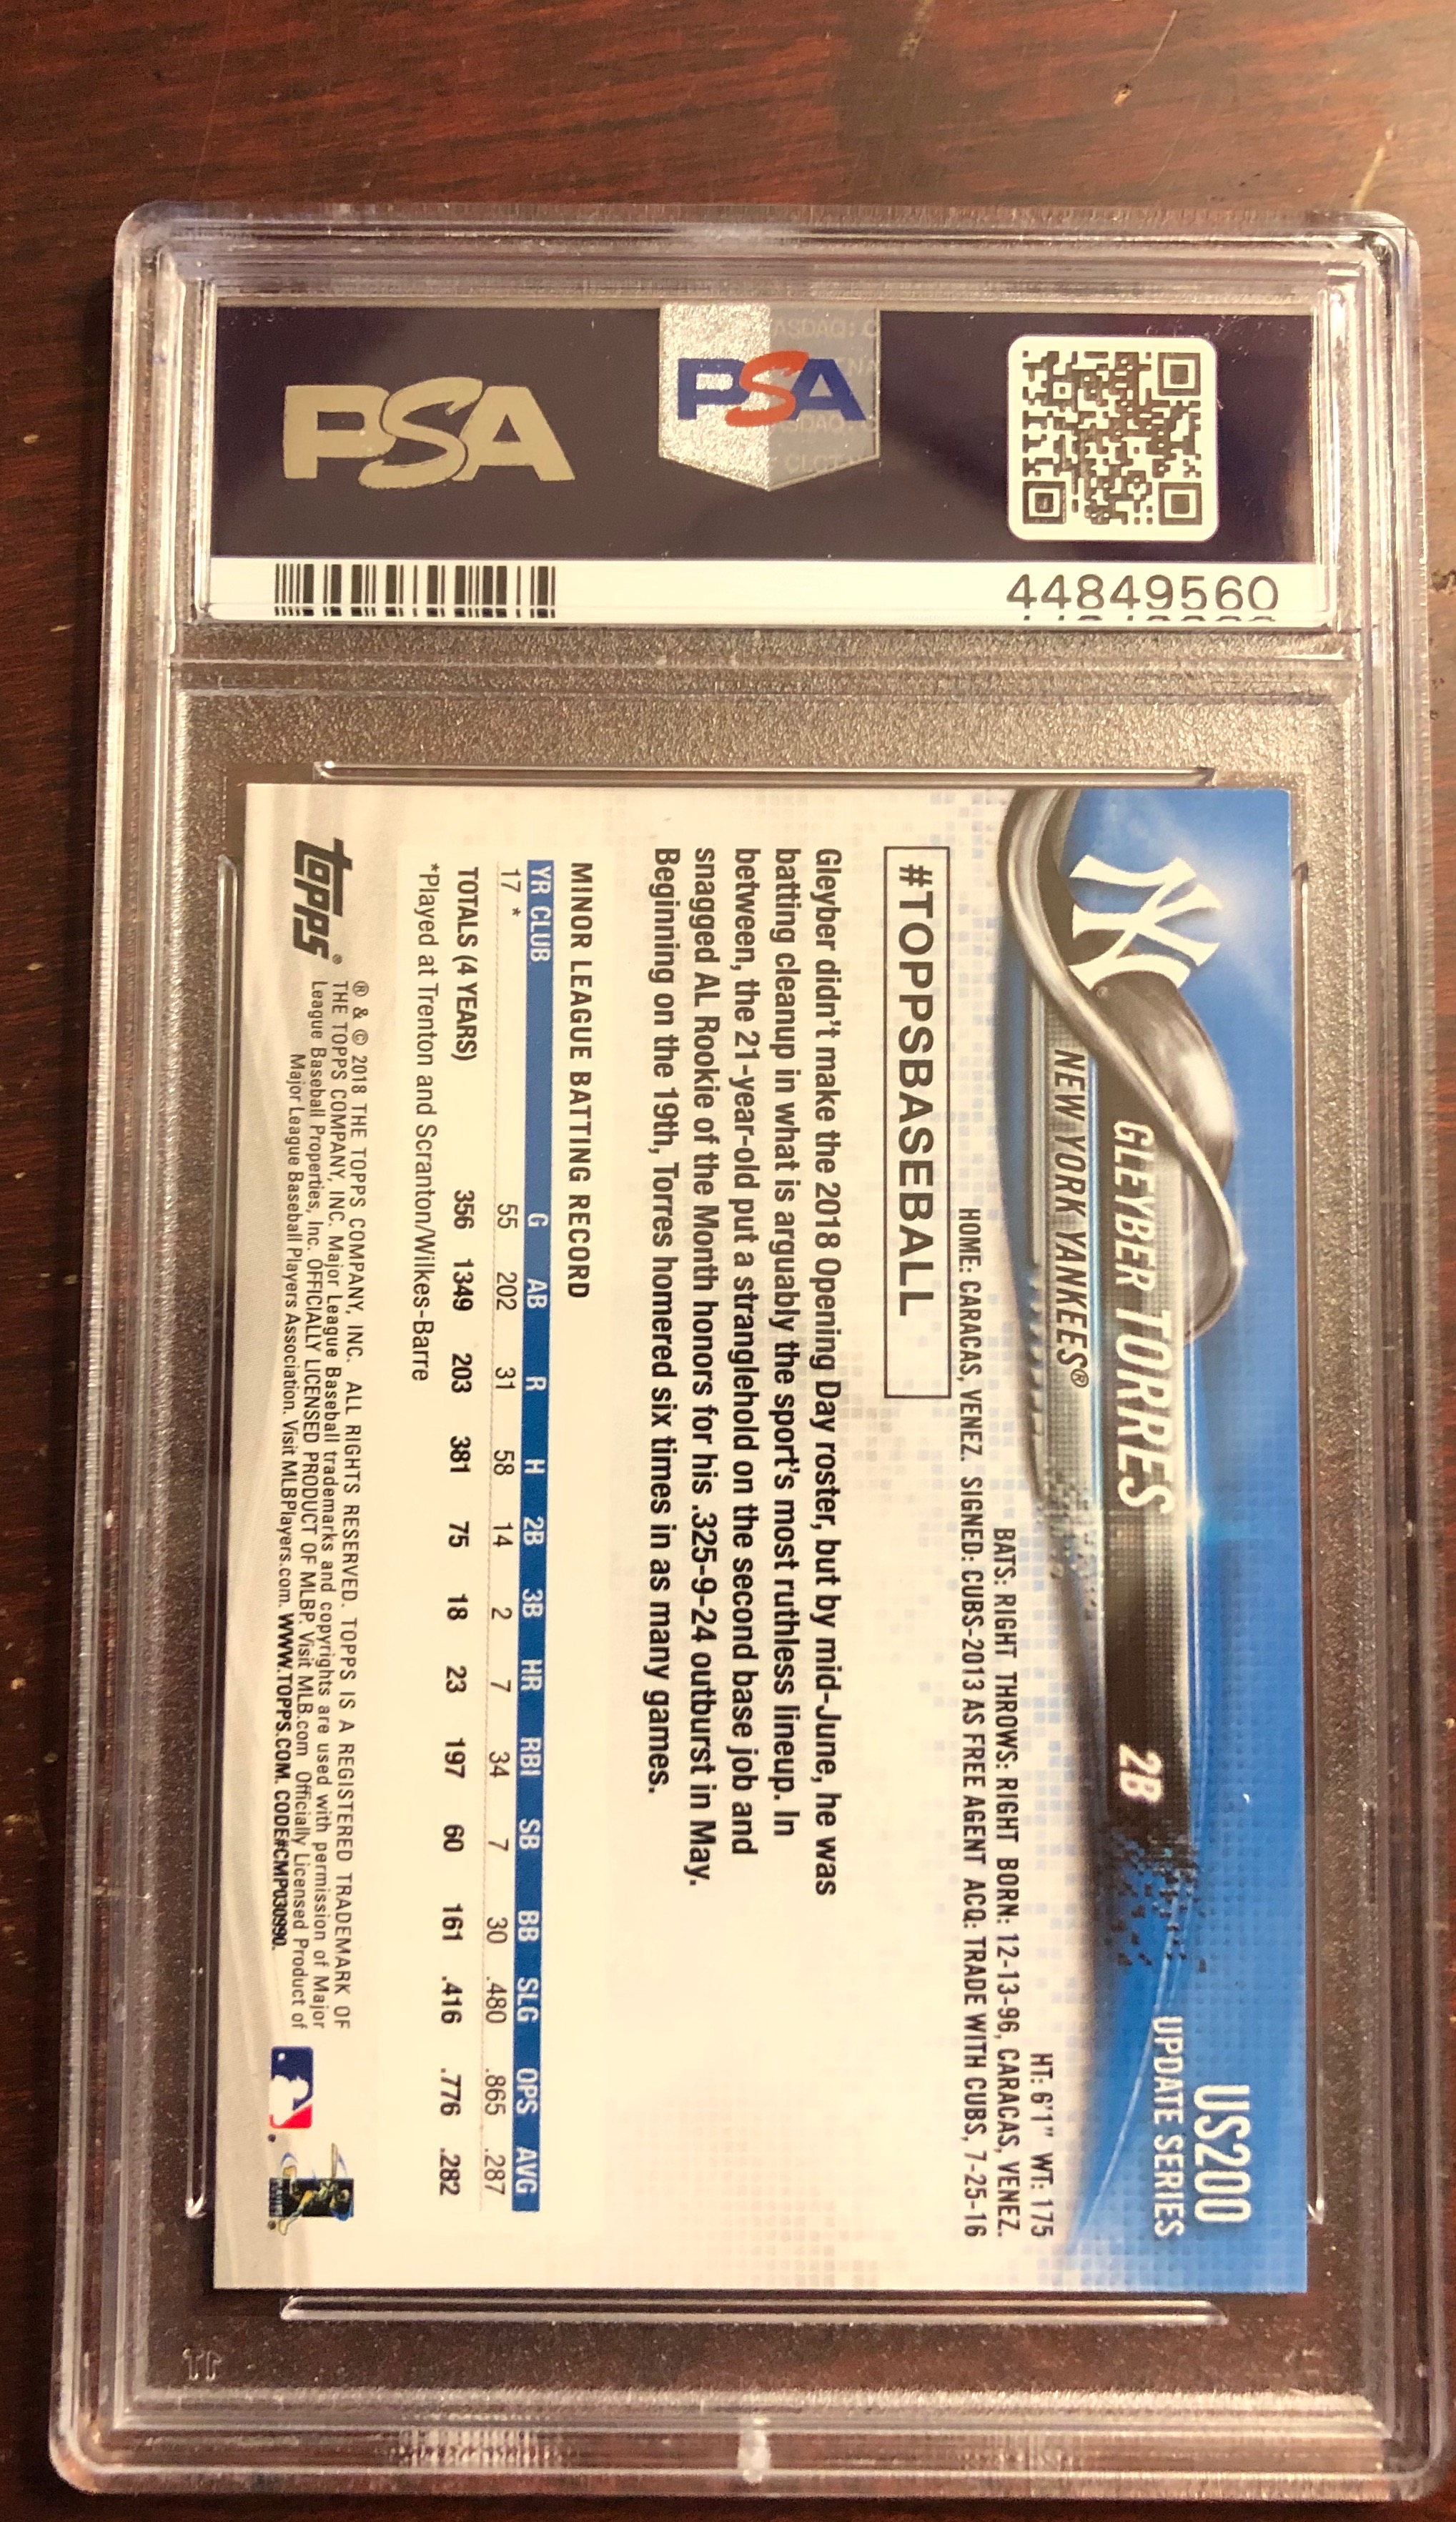 PSA
PSA
44849560
US200
UPDATE SERIES
GLEYBER TORRES 2B
NEW YORK YANKEES®
HT: 6'1" WT: 175
BATS: RIGHT THROWS: RIGHT BORN: 12-13-96, CARACAS, VENEZ.
HOME: CARACAS, VENEZ. SIGNED: CUBS-2013 AS FREE AGENT ACQ: TRADE WITH CUBS, 7-25-16
#TOPPSBASEBALL
Gleyber didn't make the 2018 Opening Day roster, but by mid-June, he was
batting cleanup in what is arguably the sport's most ruthless lineup. In
between, the 21-year-old put a stranglehold on the second base job and
snagged AL Rookie of the Month honors for his .325-9-24 outburst in May.
Beginning on the 19th, Torres homered six times in as many games.
MINOR LEAGUE BATTING RECORD
YR CLUB G AB R H 2B 3B HR RBI SB BB SLG OPS AVG
17 * 55 202 31 58 14 2 7 34 7 30 .480 .865 .287
TOTALS (4 YEARS) 356 1349 203 381 75 18 23 197 60 161 .416 .776 .282
*Played at Trenton and Scranton/Wilkes-Barre
topps®
® & © 2018 THE TOPPS COMPANY, INC. ALL RIGHTS RESERVED. TOPPS IS A REGISTERED TRADEMARK OF
THE TOPPS COMPANY, INC. Major League Baseball trademarks and copyrights are used with permission of Major
League Baseball Properties, Inc. OFFICIALLY LICENSED PRODUCT OF MLBP. Visit MLB.com Officially Licensed Product of
Major League Baseball Players Association. Visit MLBPlayers.com. WWW.TOPPS.COM. CODE#CMP030990.